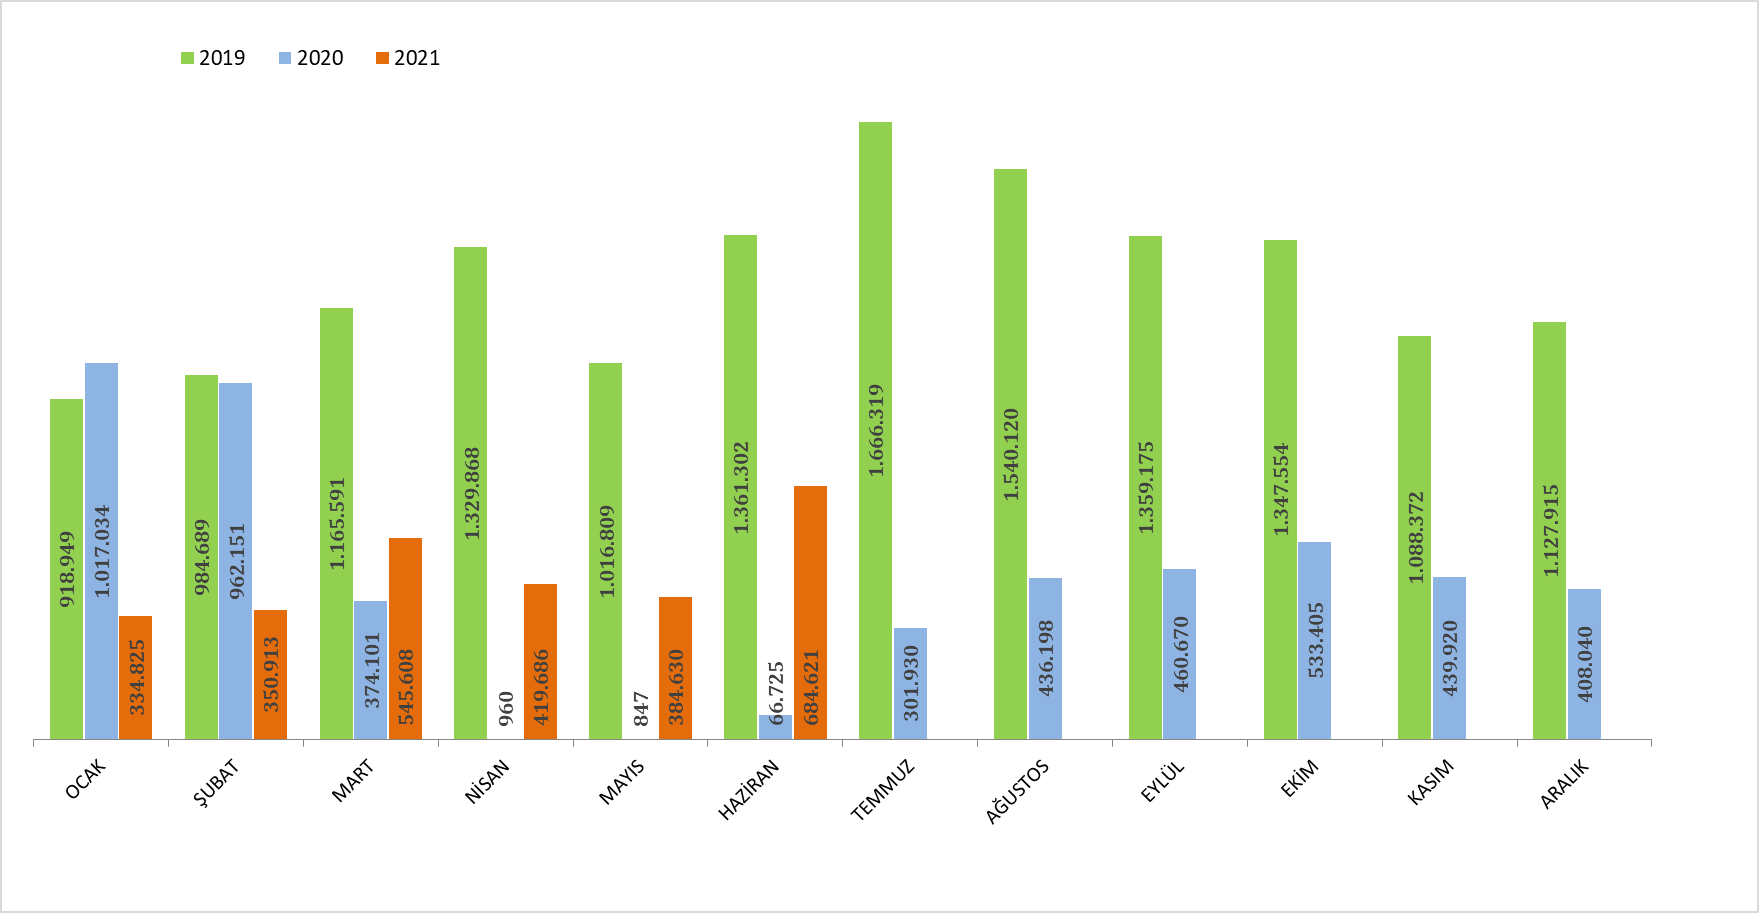 2019 2020 2021
918.949 1.017.034 334.825
984.689 962.151 350.913
1.165.591 374.101 545.608
1.329.868 960 419.686
1.016.809 847 384.630
1.361.302 66.725 684.621
1.666.319 301.930
1.540.120 436.198
1.359.175 460.670
1.347.554 533.405
1.088.372 439.920
1.127.915 408.040
OCAK ŞUBAT MART NİSAN MAYIS HAZİRAN TEMMUZ AĞUSTOS EYLÜL EKİM KASIM ARALIK